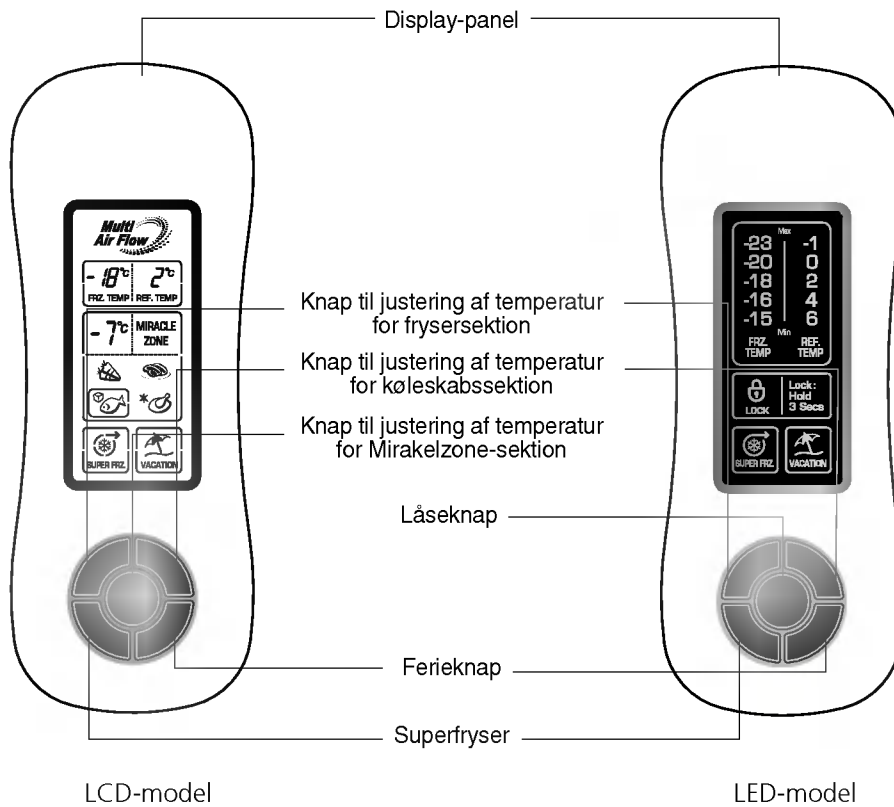 Display-panel
Multi
Air Flow
-18°C 2°C
FRZ. TEMP REF. TEMP
-7°C MIRACLE
ZONE
SUPER FRZ. VACATION
Knap til justering af temperatur
for frysersektion
Knap til justering af temperatur
for køleskabssektion
Knap til justering af temperatur
for Mirakelzone-sektion
Låseknap
Ferieknap
Superfryser
Max
-23 -1
-20 0
-18 2
-16 4
-15 6
Min
FRZ. REF.
TEMP TEMP
LOCK
Lock:
Hold
3 Secs
SUPER FRZ. VACATION
LCD-model
LED-model